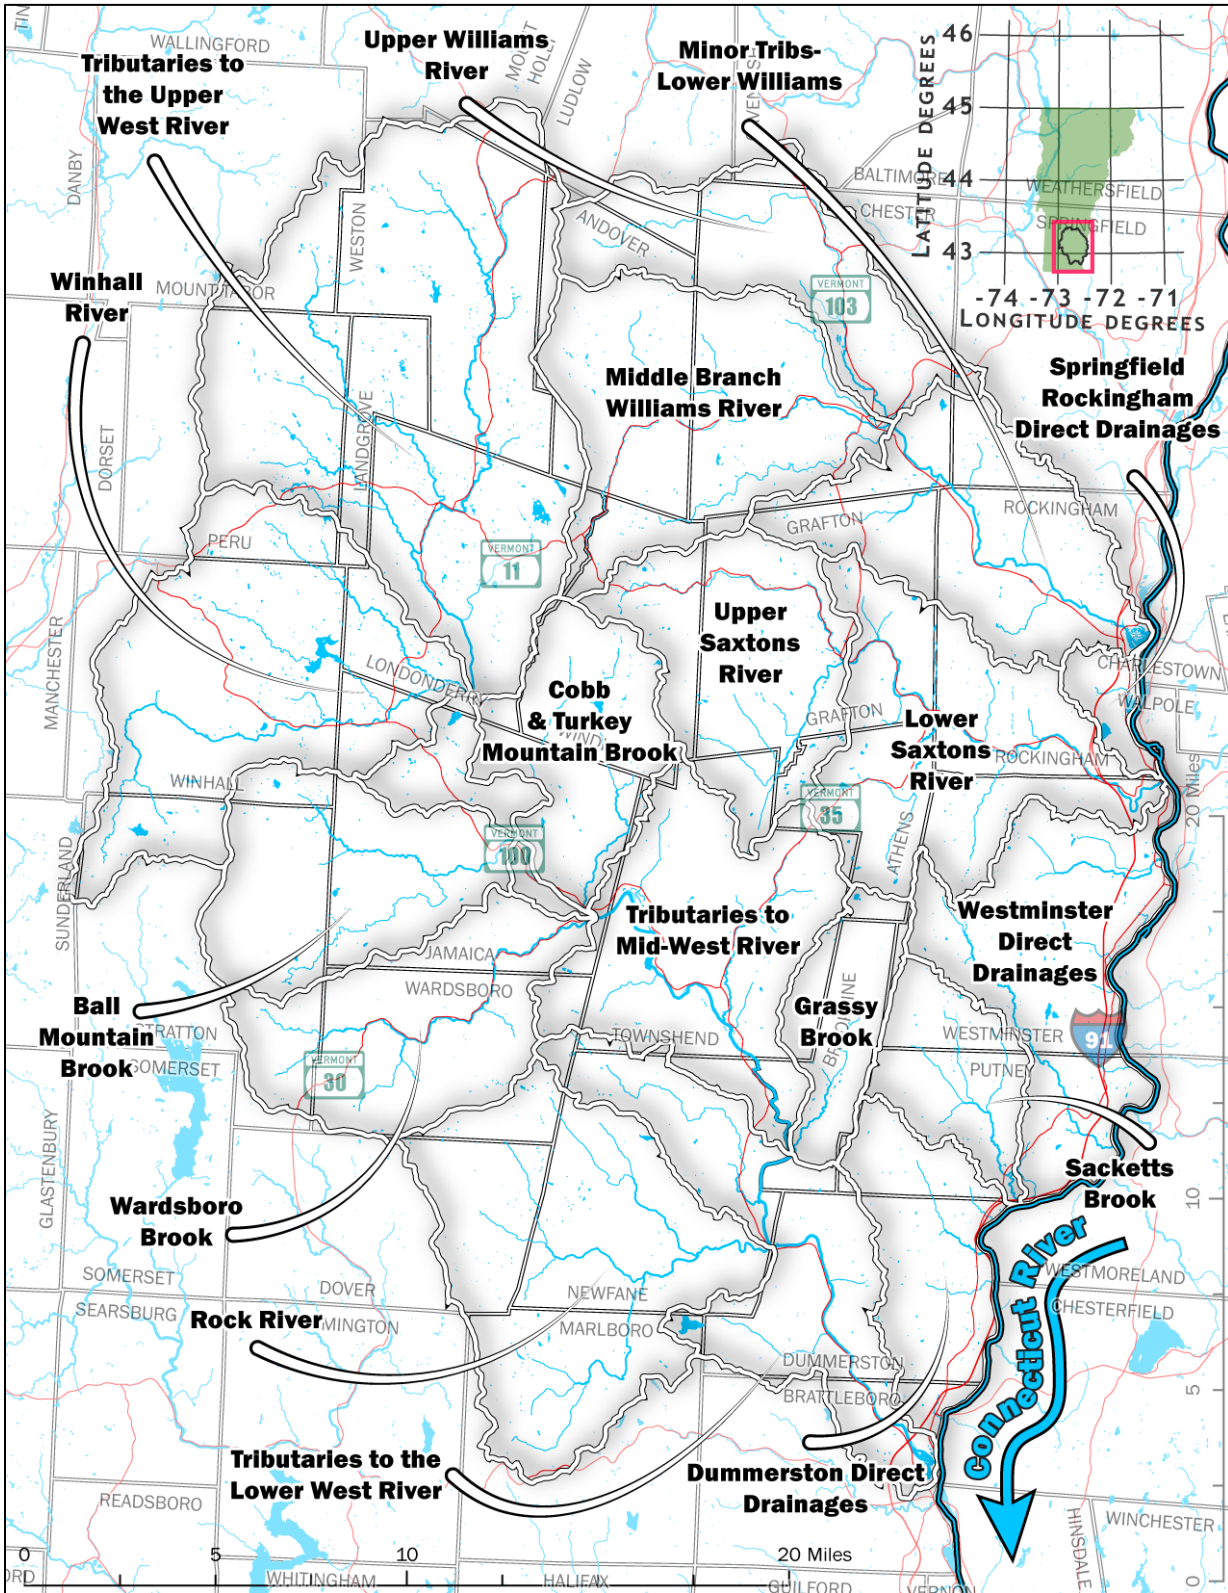 TIN
WALLINGFORD
Tributaries to
the Upper
West River
Upper Williams
River
MOUNT
HOLLY
LUDLOW
Minor Tribs-
Lower Williams
LATITUDE DEGREES
46
45
44
43
-74 -73 -72 -71
LONGITUDE DEGREES
DANBY
WESTON
ANDOVER
BALTIMORE
CHESTER
WEATHERSFIELD
SPRINGFIELD
Winhall
River
MOUNT TABOR
VERMONT
103
Middle Branch
Williams River
Springfield
Rockingham
Direct Drainages
DORSET
LANDGROVE
PERU
GRAFTON
ROCKINGHAM
VERMONT
11
Upper
Saxtons
River
MANCHESTER
LONDONDERRY
Cobb
& Turkey
Mountain Brook
WIND
GRAFTON
Lower
Saxtons
River
CHARLESTOWN
WALPOLE
ROCKINGHAM
WINHALL
VERMONT
35
VERMONT
100
ATHENS
20 Miles
SUNDERLAND
Tributaries to
Mid-West River
Westminster
Direct
Drainages
JAMAICA
WARDSBORO
Ball
Mountain
Brook
STRATTON
SOMERSET
Grassy
Brook
TOWNSHEND
WESTMINSTER
91
PUTNEY
VERMONT
30
GLASTENBURY
Sacketts
Brook
10
Wardsboro
Brook
Connecticut River
SOMERSET
SEARSBURG
DOVER
NEWFANE
WESTMORELAND
CHESTERFIELD
Rock River
MINGTON
MARLBORO
DUMMERSTON
BRATTLEBORO
5
Tributaries to the
Lower West River
Dummerston Direct
Drainages
READSBORO
HINSDALE
WINCHESTER
0
5
10
20 Miles
0
ORD
WHITINGHAM
HALIFAX
GUILFORD
VERNON